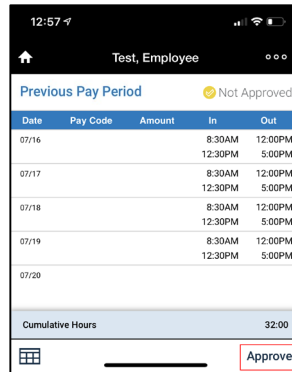 12:57
Test, Employee
Previous Pay Period Not Approved
Date Pay Code Amount In Out
07/16 8:30AM 12:00PM
12:30PM 5:00PM
07/17 8:30AM 12:00PM
12:30PM 5:00PM
07/18 8:30AM 12:00PM
12:30PM 5:00PM
07/19 8:30AM 12:00PM
12:30PM 5:00PM
07/20
Cumulative Hours 32:00
Approve